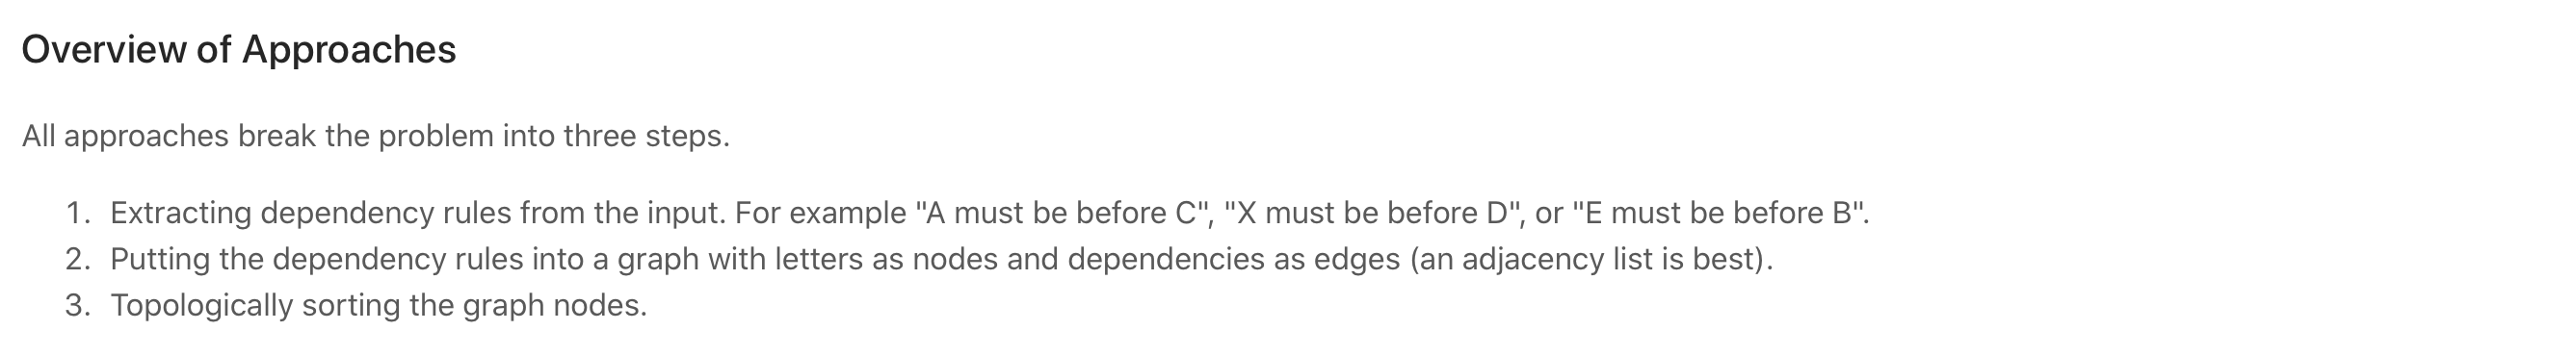 Overview of Approaches
All approaches break the problem into three steps.
1. Extracting dependency rules from the input. For example "A must be before C", "X must be before D", or "E must be before B".
2. Putting the dependency rules into a graph with letters as nodes and dependencies as edges (an adjacency list is best).
3. Topologically sorting the graph nodes.